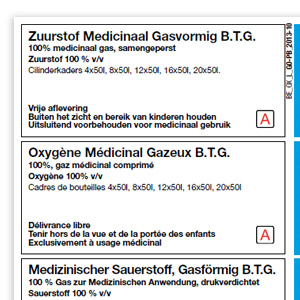 Zuurstof Medicinaal Gasvormig B.T.G.
100% medicinaal gas, samengeperst
Zuurstof 100% v/v
Cilinderkaders 4x50l, 8x50l, 12x50l, 16x50l, 20x50l.
Vrije aflevering
Buiten het zicht en bereik van kinderen houden
Uitsluitend voorbehouden voor medicinaal gebruik
A
BE_OX_L_GO-PB_2013-10
Oxygène Médicinal Gazeux B.T.G.
100%, gaz médicinal comprimé
Oxygène 100% v/v
Cadres de bouteilles 4x50l, 8x50l, 12x50l, 16x50l, 20x50l
Délivrance libre
Tenir hors de la vue et de la portée des enfants
Exclusivement à usage médicinal
A
Medizinischer Sauerstoff, Gasförmig B.T.G.
100 % Gas zur Medizinischen Anwendung, drukverdichtet
Sauerstoff 100 % v/v